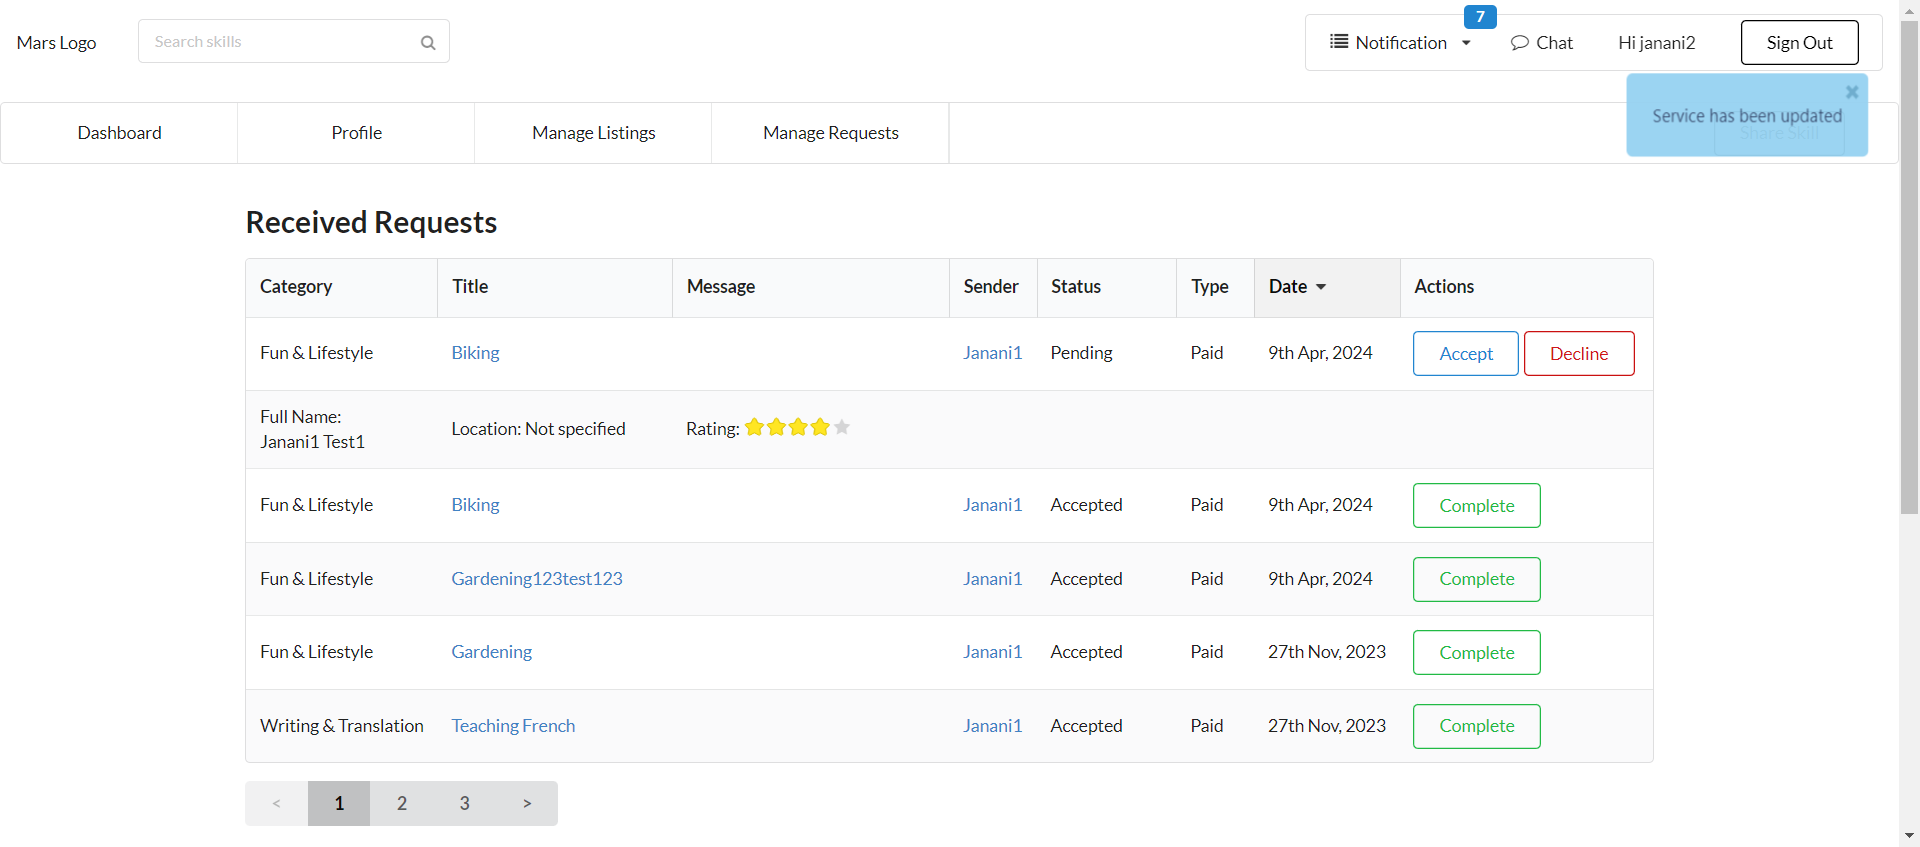 7
Mars Logo Search skills Notification Chat Hi janani2 Sign Out
Service has been updated
Dashboard Profile Manage Listings Manage Requests Share Skill
Received Requests
Category Title Message Sender Status Type Date Actions
Fun & Lifestyle Biking Janani1 Pending Paid 9th Apr, 2024 Accept Decline
Full Name:
Janani1 Test1
Location: Not specified
Rating:
Fun & Lifestyle Biking Janani1 Accepted Paid 9th Apr, 2024 Complete
Fun & Lifestyle Gardening123test123 Janani1 Accepted Paid 9th Apr, 2024 Complete
Fun & Lifestyle Gardening Janani1 Accepted Paid 27th Nov, 2023 Complete
Writing & Translation Teaching French Janani1 Accepted Paid 27th Nov, 2023 Complete
< 1 2 3 >